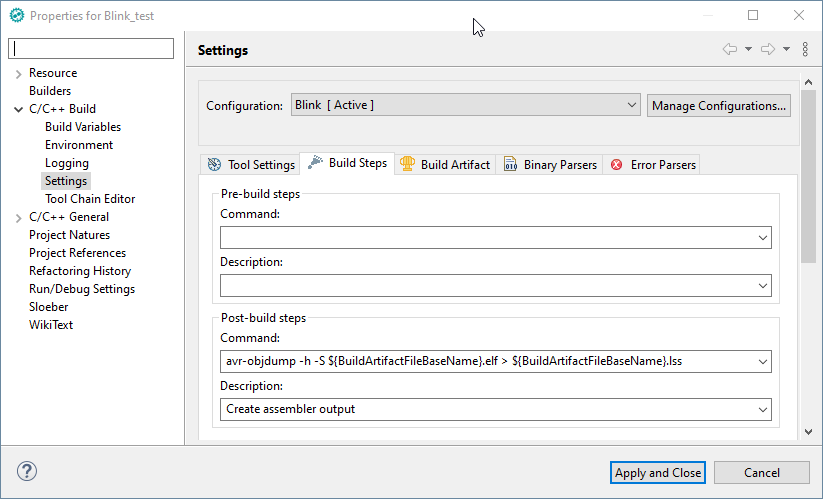 Properties for Blink_test
Resource
Builders
C/C++ Build
Build Variables
Environment
Logging
Settings
Tool Chain Editor
C/C++ General
Project Natures
Project References
Refactoring History
Run/Debug Settings
Sloeber
WikiText
Settings
Configuration: Blink [ Active ] Manage Configurations...
Tool Settings Build Steps Build Artifact 010 Binary Parsers Error Parsers
Pre-build steps
Command:
Description:
Post-build steps
Command:
avr-objdump -h -S ${BuildArtifactFileBaseName}.elf > ${BuildArtifactFileBaseName}.lss
Description:
Create assembler output
? Apply and Close Cancel